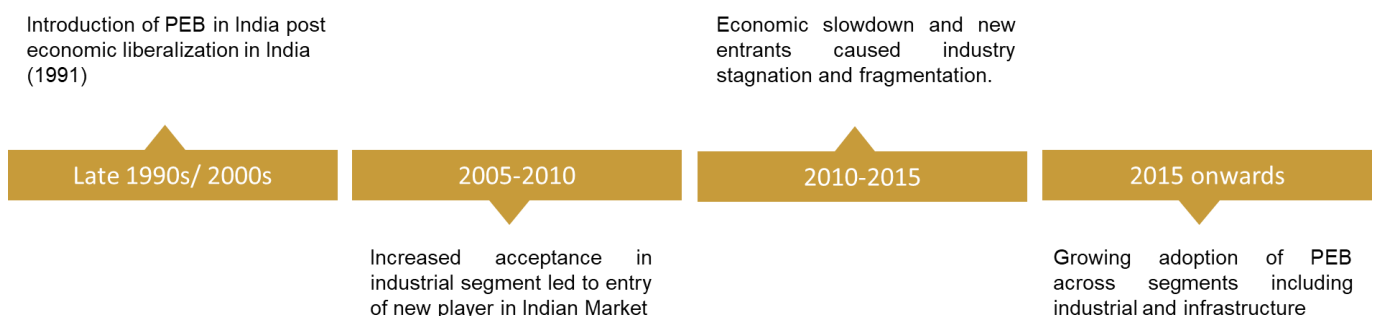 Introduction of PEB in India post
economic liberalization in India
(1991)
Economic slowdown and new
entrants caused industry
stagnation and fragmentation.
Late 1990s/ 2000s
2005-2010
2010-2015
2015 onwards
Increased acceptance in
industrial segment led to entry
of new player in Indian Market
Growing adoption of PEB
across segments including
industrial and infrastructure